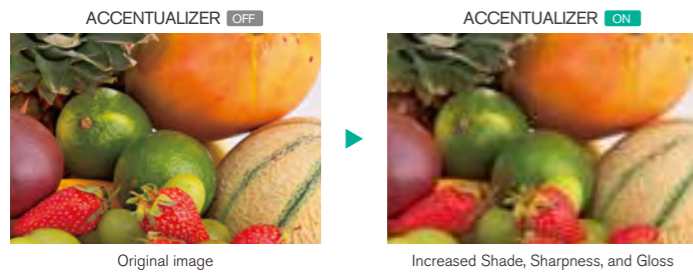 ACCENTUALIZER OFF
ACCENTUALIZER ON
Original image
Increased Shade, Sharpness, and Gloss